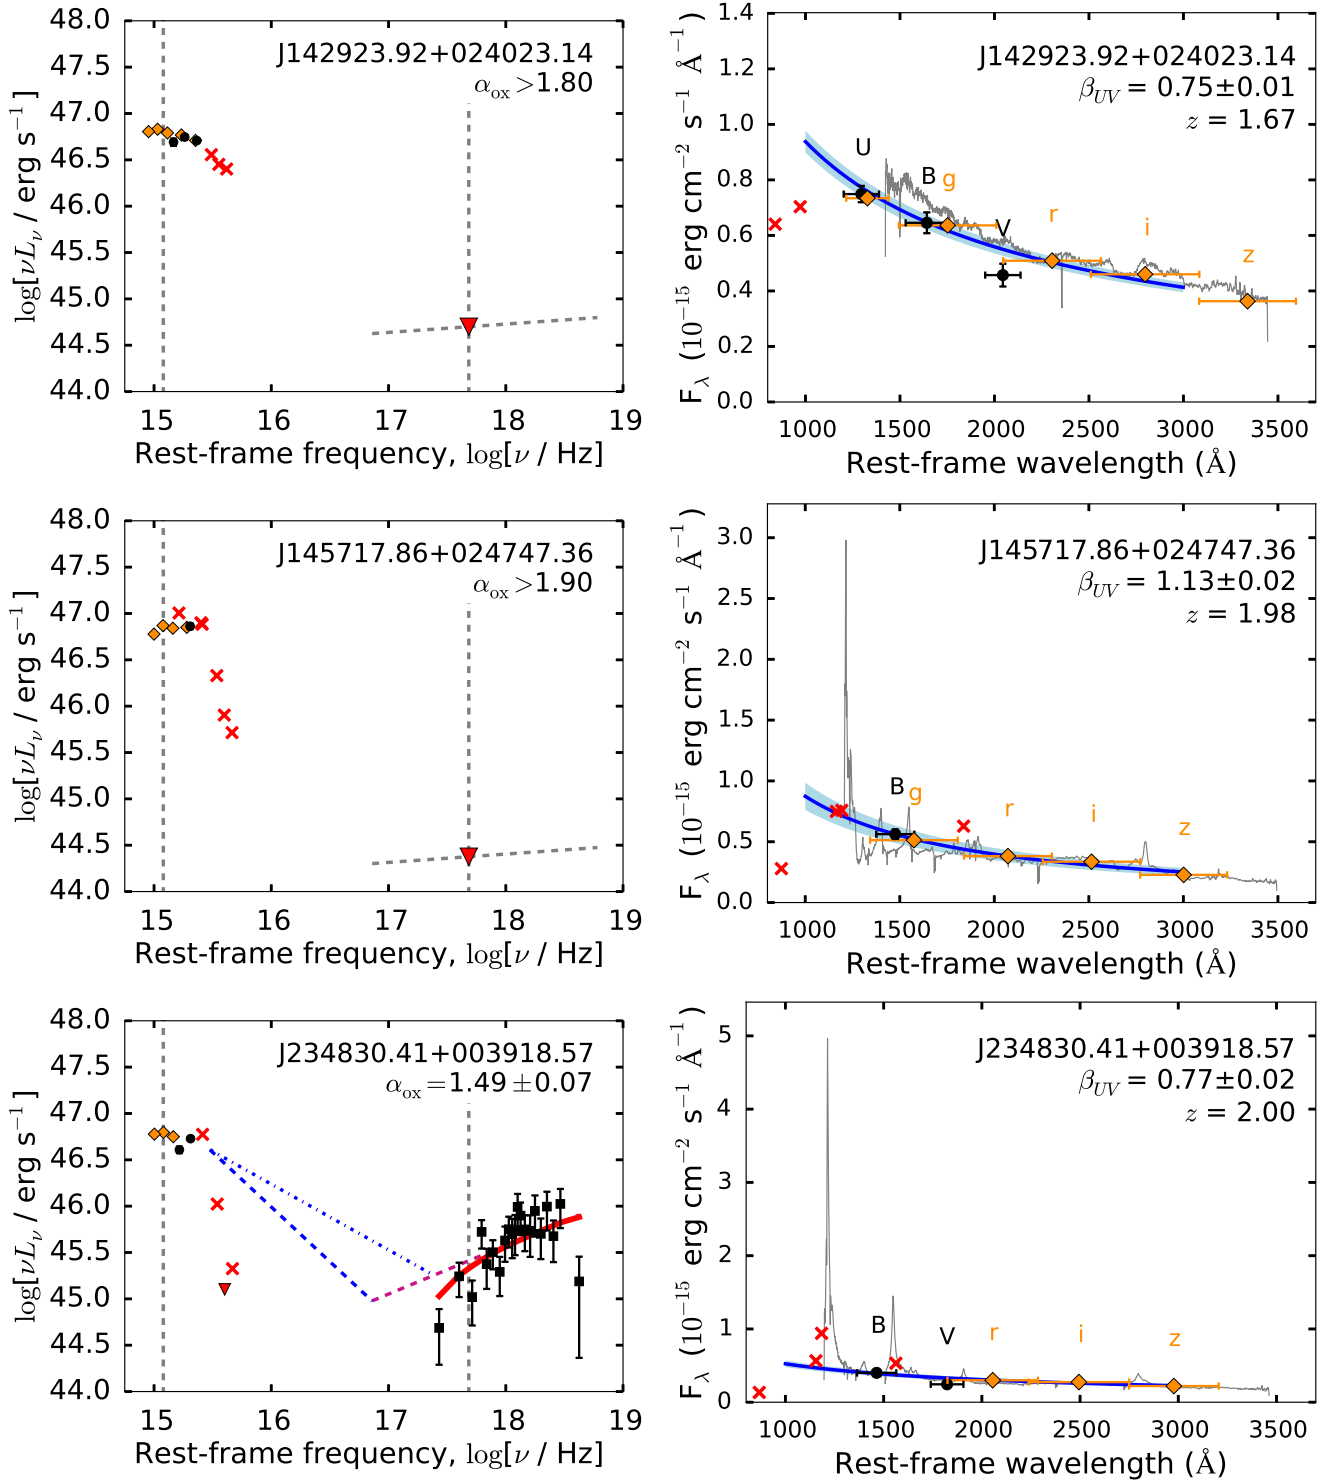 48.0
47.5
47.0
46.5
46.0
45.5
45.0
44.5
44.0
log[νLν / erg s⁻¹]
J142923.92+024023.14
αox >1.80
15 16 17 18 19
Rest-frame frequency, log[ν / Hz]
1.4
1.2
1.0
0.8
0.6
0.4
0.2
0.0
Fλ (10⁻¹⁵ erg cm⁻² s⁻¹ Å⁻¹)
J142923.92+024023.14
βUV = 0.75±0.01
z = 1.67
U
B g
V
r
i
z
1000 1500 2000 2500 3000 3500
Rest-frame wavelength (Å)
48.0
47.5
47.0
46.5
46.0
45.5
45.0
44.5
44.0
log[νLν / erg s⁻¹]
J145717.86+024747.36
αox >1.90
15 16 17 18 19
Rest-frame frequency, log[ν / Hz]
3.0
2.5
2.0
1.5
1.0
0.5
0.0
Fλ (10⁻¹⁵ erg cm⁻² s⁻¹ Å⁻¹)
J145717.86+024747.36
βUV = 1.13±0.02
z = 1.98
B g
r
i
z
1000 1500 2000 2500 3000 3500
Rest-frame wavelength (Å)
48.0
47.5
47.0
46.5
46.0
45.5
45.0
44.5
44.0
log[νLν / erg s⁻¹]
J234830.41+003918.57
αox =1.49 ±0.07
15 16 17 18 19
Rest-frame frequency, log[ν / Hz]
5
4
3
2
1
0
Fλ (10⁻¹⁵ erg cm⁻² s⁻¹ Å⁻¹)
J234830.41+003918.57
βUV = 0.77±0.02
z = 2.00
B
V
r
i
z
1000 1500 2000 2500 3000 3500
Rest-frame wavelength (Å)